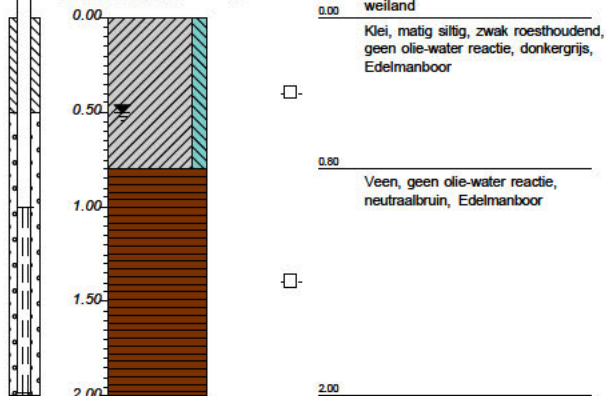 0.00
0.00
weiland
Klei, matig siltig, zwak roesthoudend,
geen olie-water reactie, donkergrijs,
Edelmanboor
0.50
0.80
Veen, geen olie-water reactie,
neutraalbruin, Edelmanboor
1.00
1.50
2.00
2.00